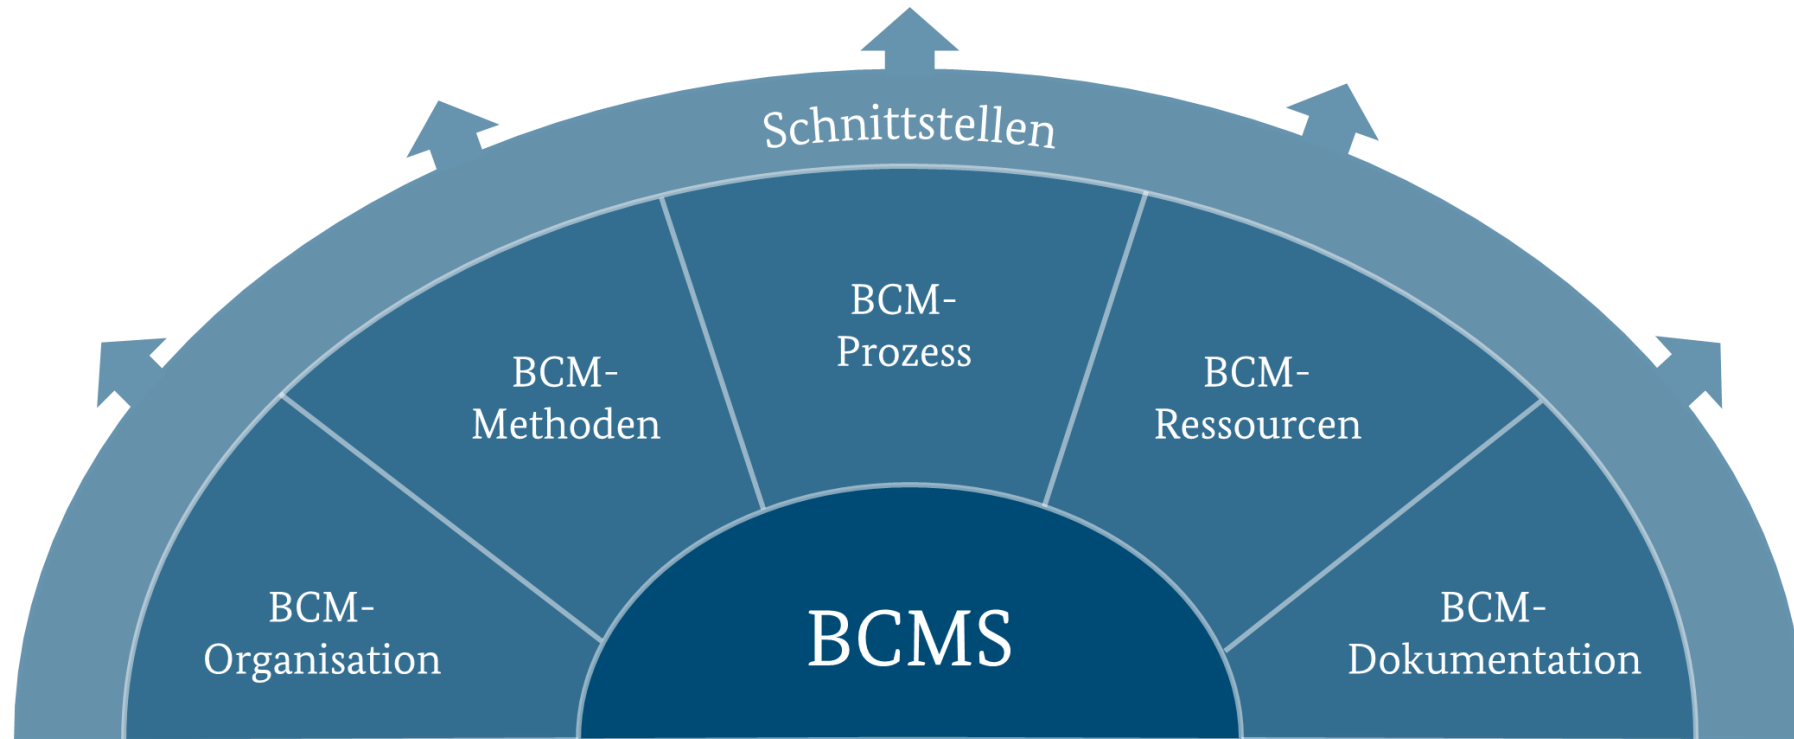 Schnittstellen
BCM-
Organisation
BCM-
Methoden
BCM-
Prozess
BCM-
Ressourcen
BCM-
Dokumentation
BCMS